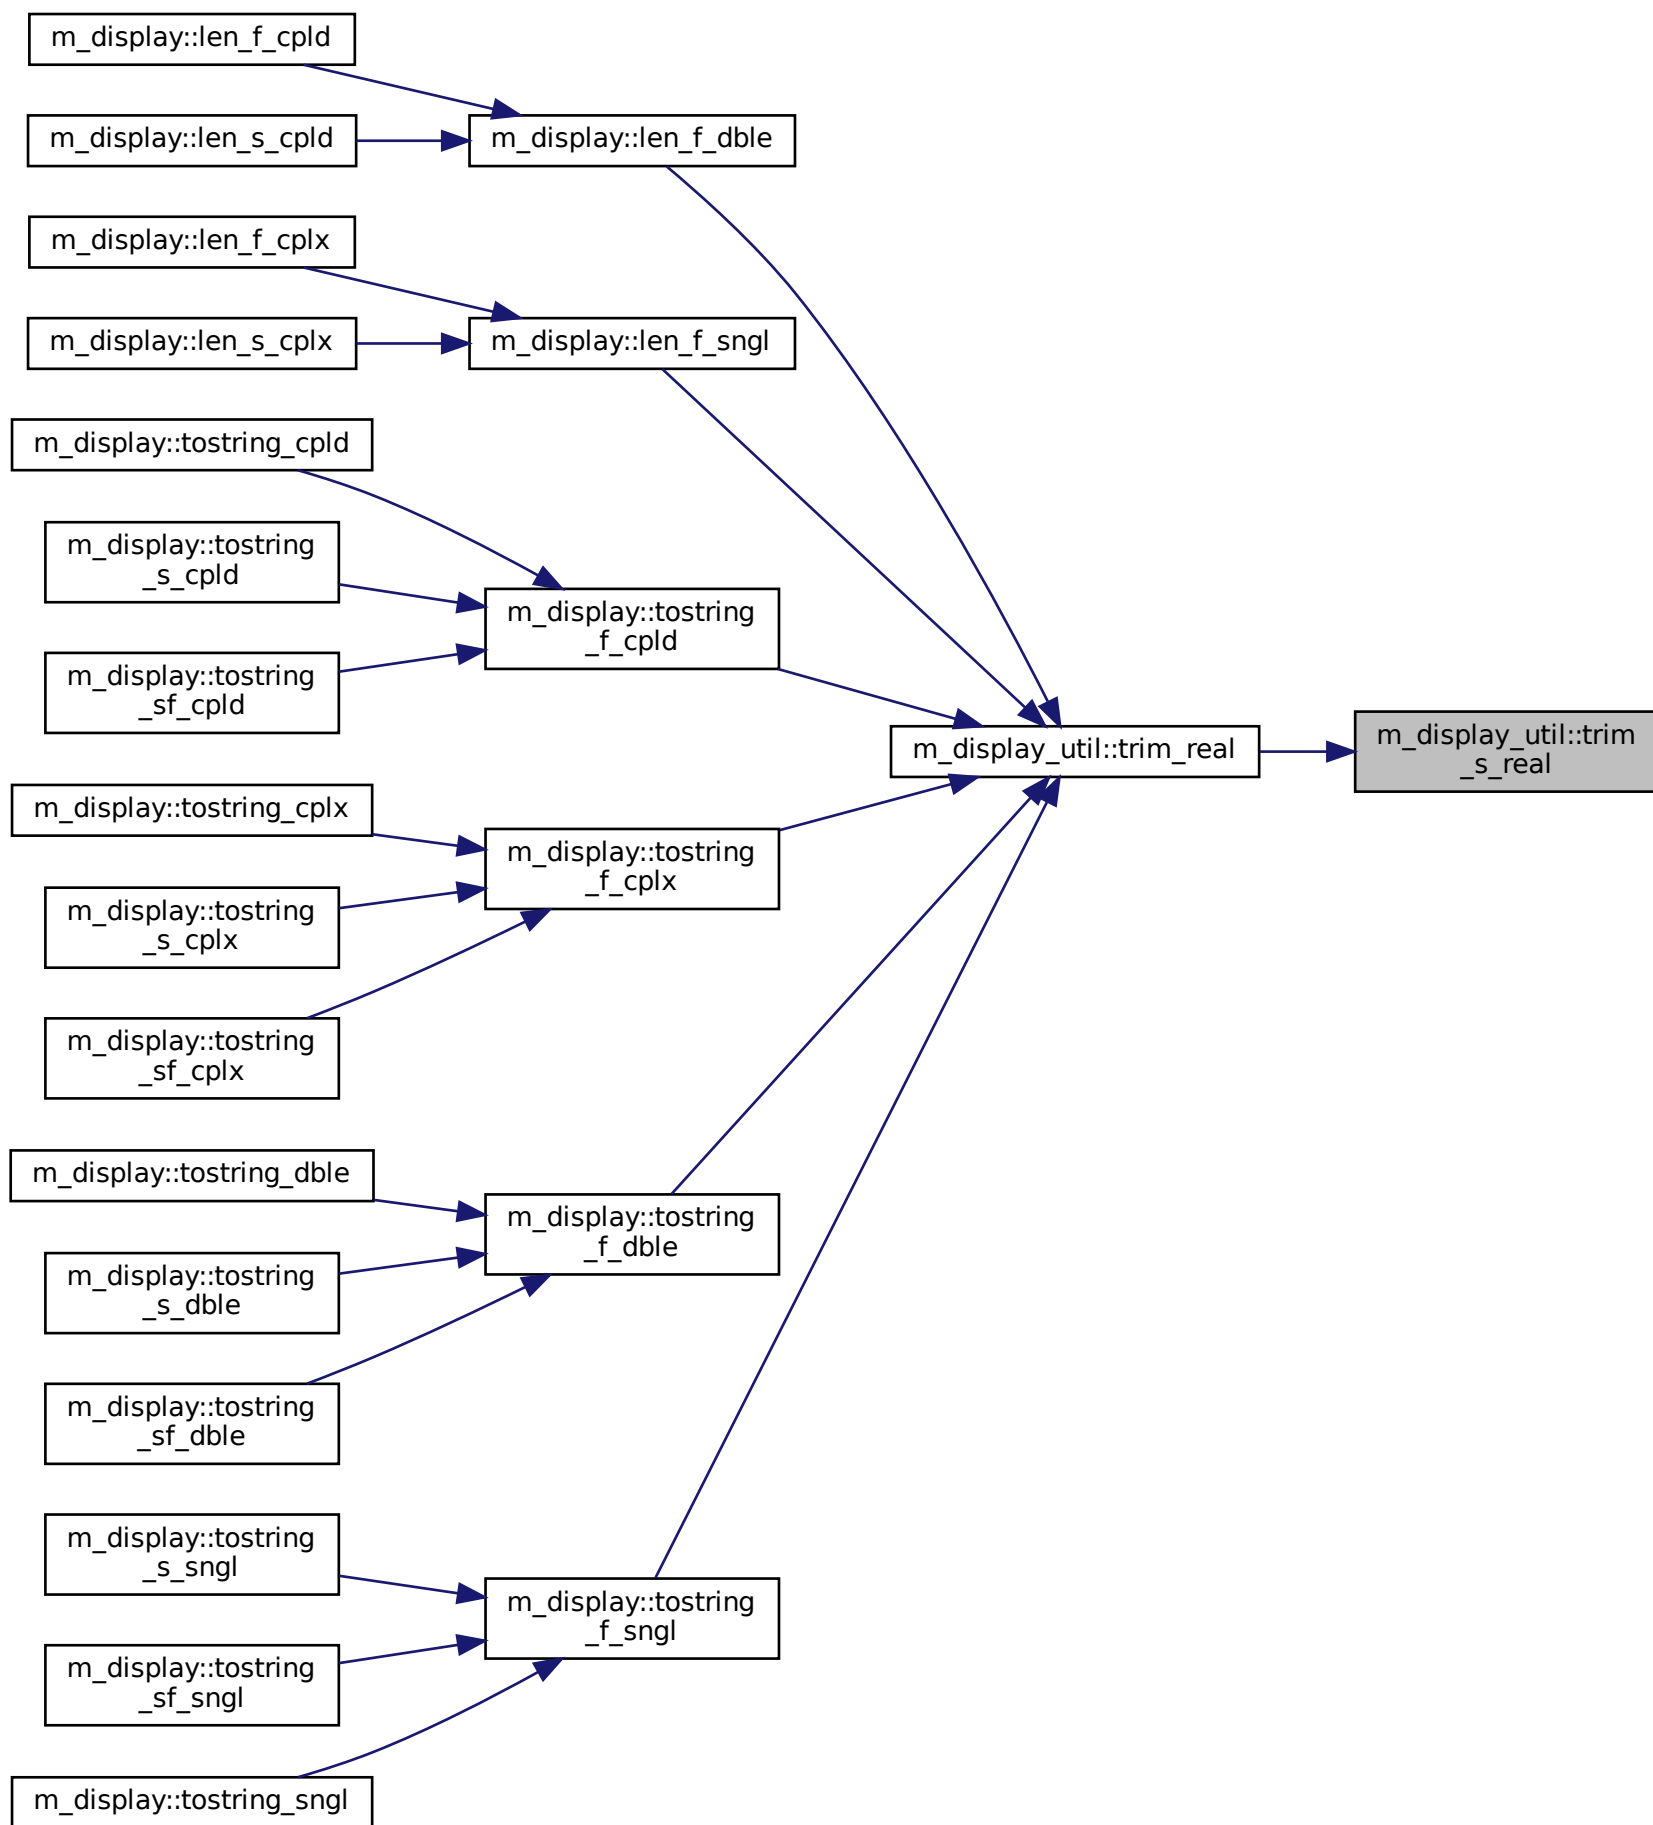 m_display::len_f_cpld
m_display::len_s_cpld
m_display::len_f_dble
m_display::len_f_cplx
m_display::len_s_cplx
m_display::len_f_sngl
m_display::tostring_cpld
m_display::tostring
_s_cpld
m_display::tostring
_f_cpld
m_display::tostring
_sf_cpld
m_display_util::trim_real
m_display_util::trim
_s_real
m_display::tostring_cplx
m_display::tostring
_f_cplx
m_display::tostring
_s_cplx
m_display::tostring
_sf_cplx
m_display::tostring_dble
m_display::tostring
_f_dble
m_display::tostring
_s_dble
m_display::tostring
_sf_dble
m_display::tostring
_s_sngl
m_display::tostring
_f_sngl
m_display::tostring
_sf_sngl
m_display::tostring_sngl